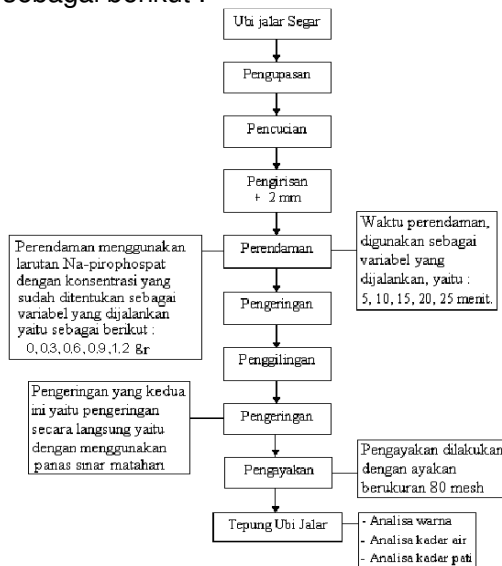 sebagai berikut :
Ubi jalar Segar
Pengupasan
Pencucian
Pengirisan
+ 2 mm
Perendaman menggunakan
larutan Na-pirophospat
dengan konsentrasi yang
sudah ditentukan sebagai
variabel yang dijalankan
yaitu sebagai berikut :
0, 0,3, 0,6, 0,9, 1,2 gr
Perendaman
Waktu perendaman,
digunakan sebagai
variabel yang
dijalankan, yaitu :
5, 10, 15, 20, 25 menit.
Pengeringan
Penggilingan
Pengeringan yang kedua
ini yaitu pengeringan
secara langsung yaitu
dengan menggunakan
panas sinar matahari
Pengeringan
Pengayakan
Pengayakan dilakukan
dengan ayakan
berukuran 80 mesh
Tepung Ubi Jalar
- Analisa warna
- Analisa kadar air
- Analisa kadar pati